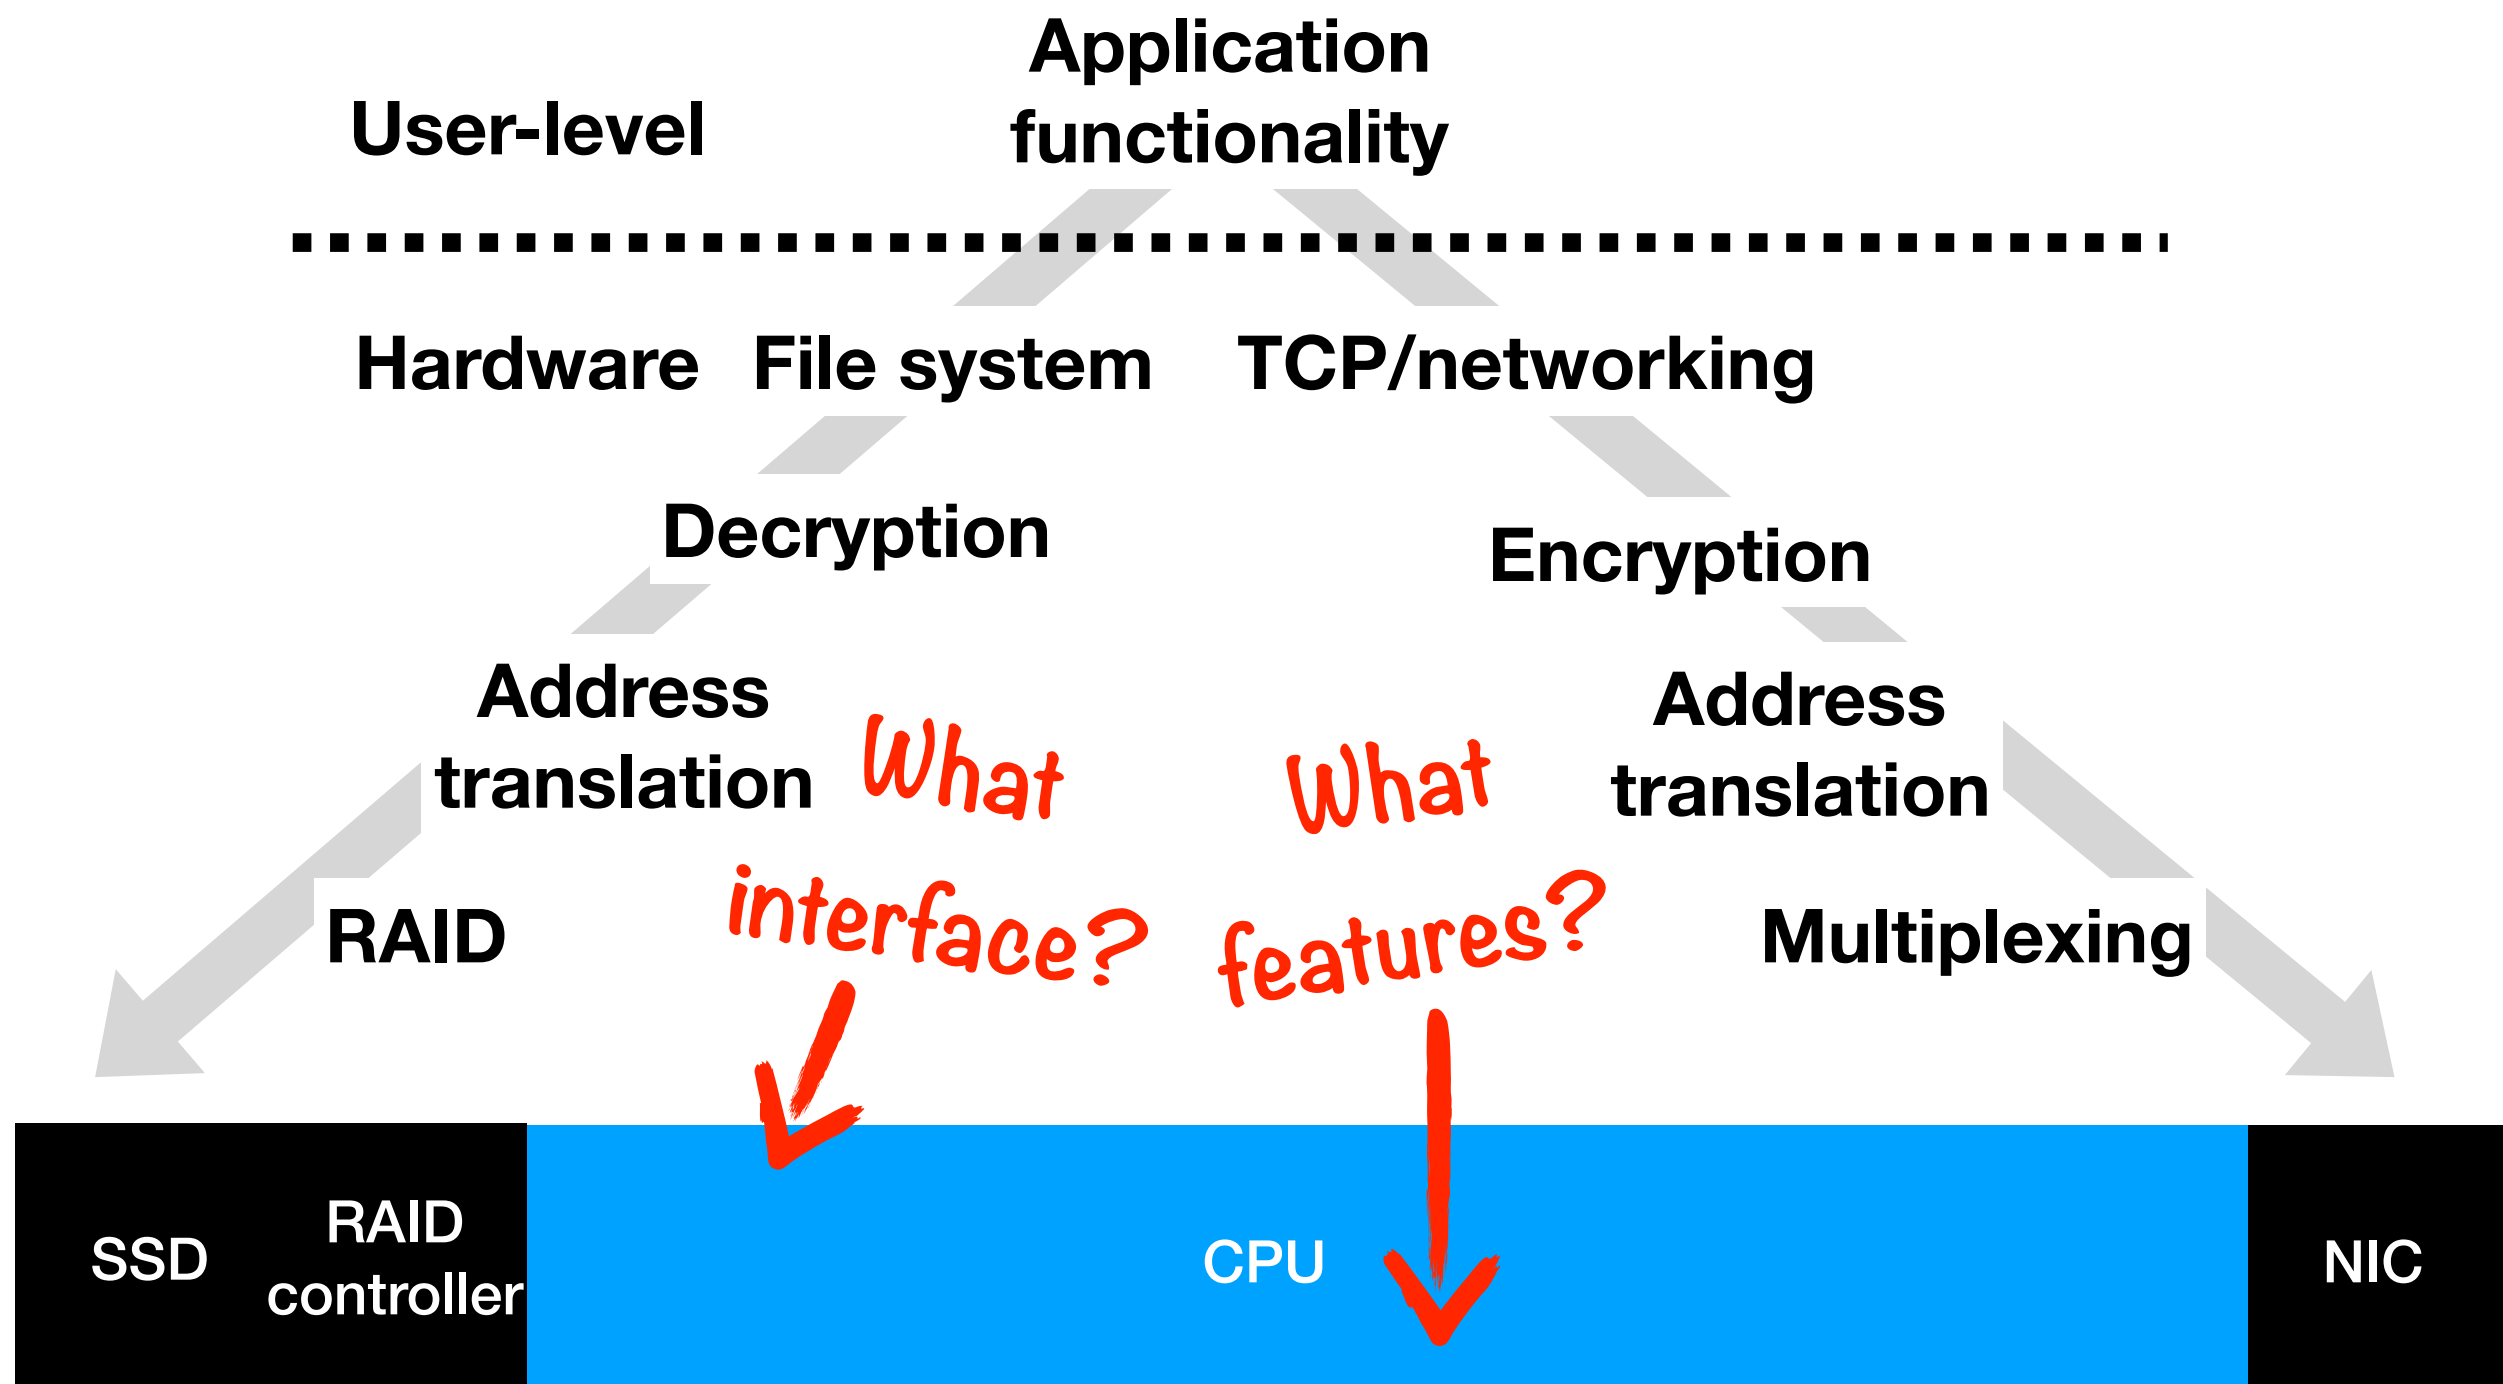 Application
functionality
User-level
Hardware File system TCP/networking
Decryption
Encryption
Address
translation
Address
translation
What
interface?
What
features?
RAID
Multiplexing
SSD
RAID
controller
CPU
NIC